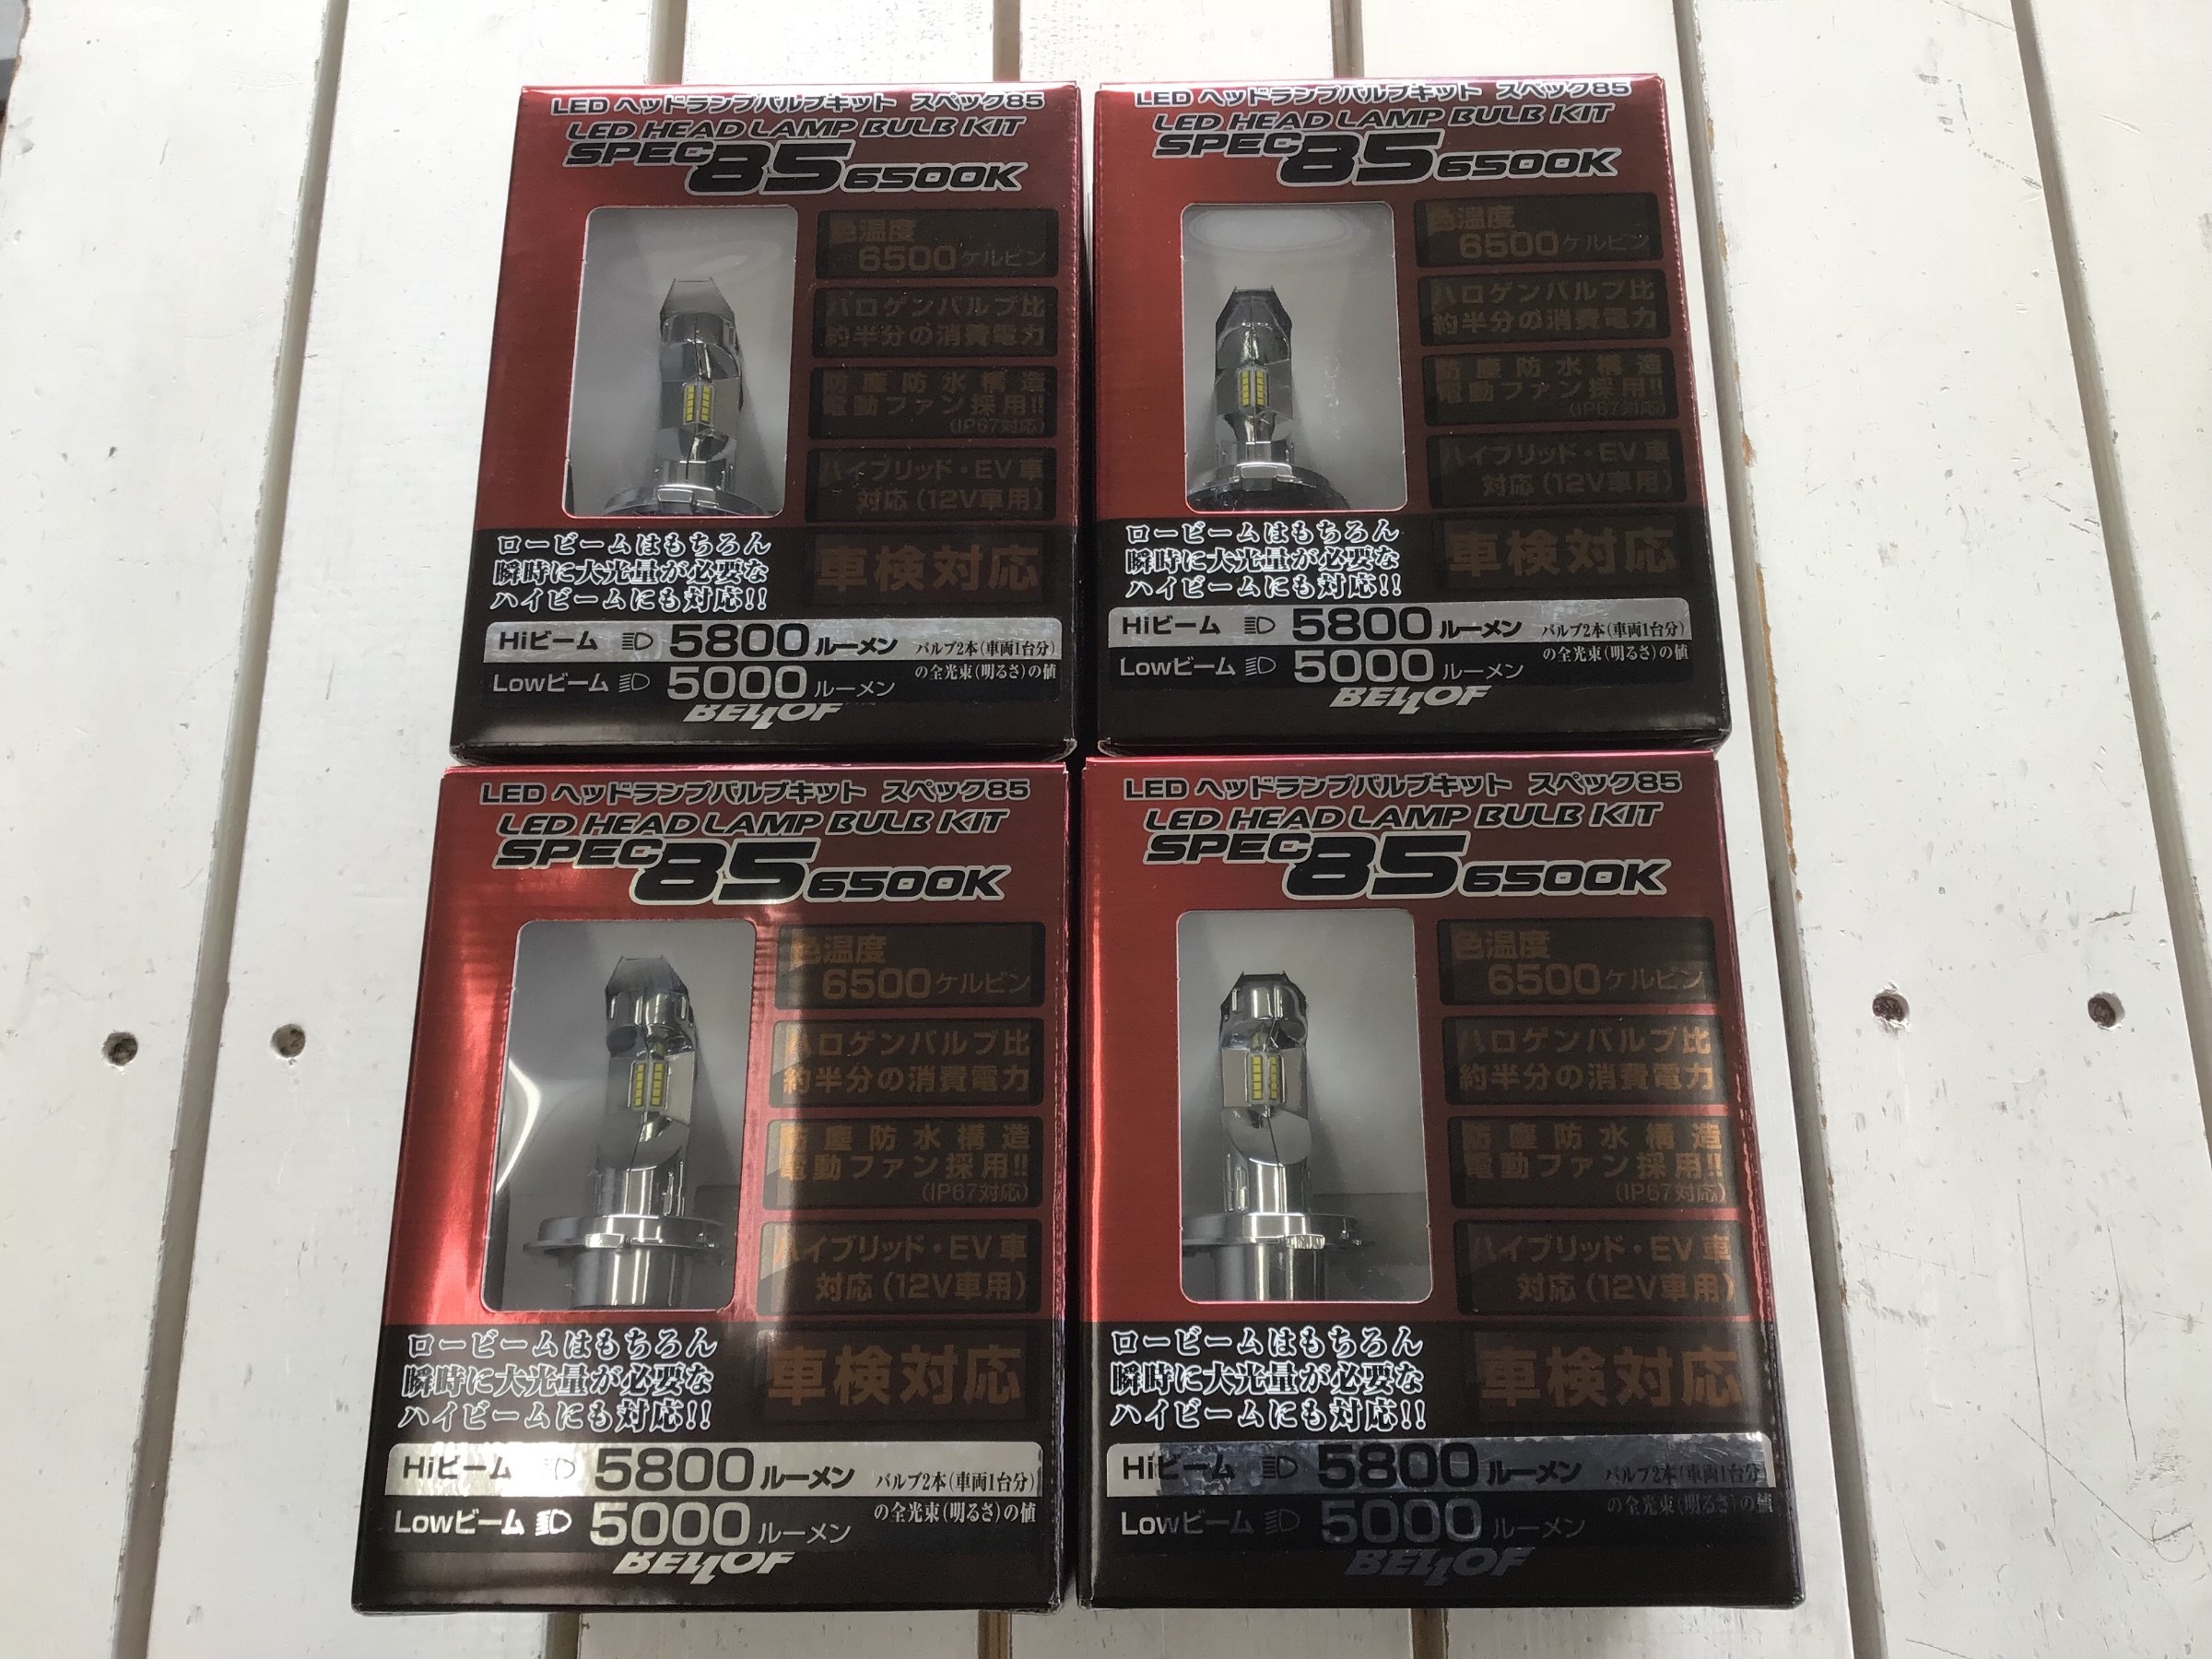 LED ヘッドランプバルブキット スペック85
LED HEAD LAMP BULB KIT
SPEC 85 6500K
色温度
6500ケルビン
ハロゲンバルブ比
約半分の消費電力
防塵防水構造
電動ファン採用!!
(IP67対応)
ハイブリッド・EV車
対応(12V車用)
ロービームはもちろん
瞬時に大光量が必要な
ハイビームにも対応!!
車検対応
Hiビーム 5800ルーメン バルブ2本(車両1台分)
Lowビーム 5000ルーメン の全光束(明るさ)の値
BELLOF
LED ヘッドランプバルブキット スペック85
LED HEAD LAMP BULB KIT
SPEC 85 6500K
色温度
6500ケルビン
ハロゲンバルブ比
約半分の消費電力
防塵防水構造
電動ファン採用!!
(IP67対応)
ハイブリッド・EV車
対応(12V車用)
ロービームはもちろん
瞬時に大光量が必要な
ハイビームにも対応!!
車検対応
Hiビーム 5800ルーメン バルブ2本(車両1台分)
Lowビーム 5000ルーメン の全光束(明るさ)の値
BELLOF
LED ヘッドランプバルブキット スペック85
LED HEAD LAMP BULB KIT
SPEC 85 6500K
色温度
6500ケルビン
ハロゲンバルブ比
約半分の消費電力
防塵防水構造
電動ファン採用!!
(IP67対応)
ハイブリッド・EV車
対応(12V車用)
ロービームはもちろん
瞬時に大光量が必要な
ハイビームにも対応!!
車検対応
Hiビーム 5800ルーメン バルブ2本(車両1台分)
Lowビーム 5000ルーメン の全光束(明るさ)の値
BELLOF
LED ヘッドランプバルブキット スペック85
LED HEAD LAMP BULB KIT
SPEC 85 6500K
色温度
6500ケルビン
ハロゲンバルブ比
約半分の消費電力
防塵防水構造
電動ファン採用!!
(IP67対応)
ハイブリッド・EV車
対応(12V車用)
ロービームはもちろん
瞬時に大光量が必要な
ハイビームにも対応!!
車検対応
Hiビーム 5800ルーメン バルブ2本(車両1台分)
Lowビーム 5000ルーメン の全光束(明るさ)の値
BELLOF